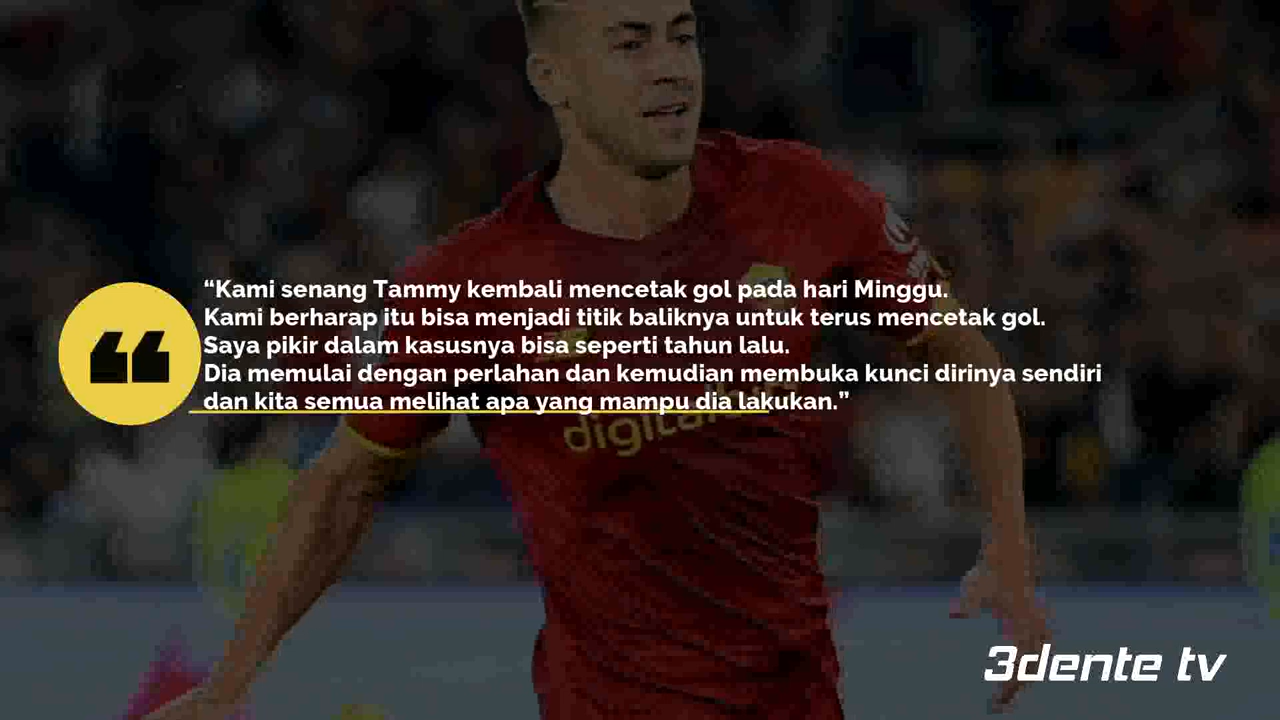 “Kami senang Tammy kembali mencetak gol pada hari Minggu.
Kami berharap itu bisa menjadi titik baliknya untuk terus mencetak gol.
Saya pikir dalam kasusnya bisa seperti tahun lalu.
Dia memulai dengan perlahan dan kemudian membuka kunci dirinya sendiri
dan kita semua melihat apa yang mampu dia lakukan.”
3dente tv